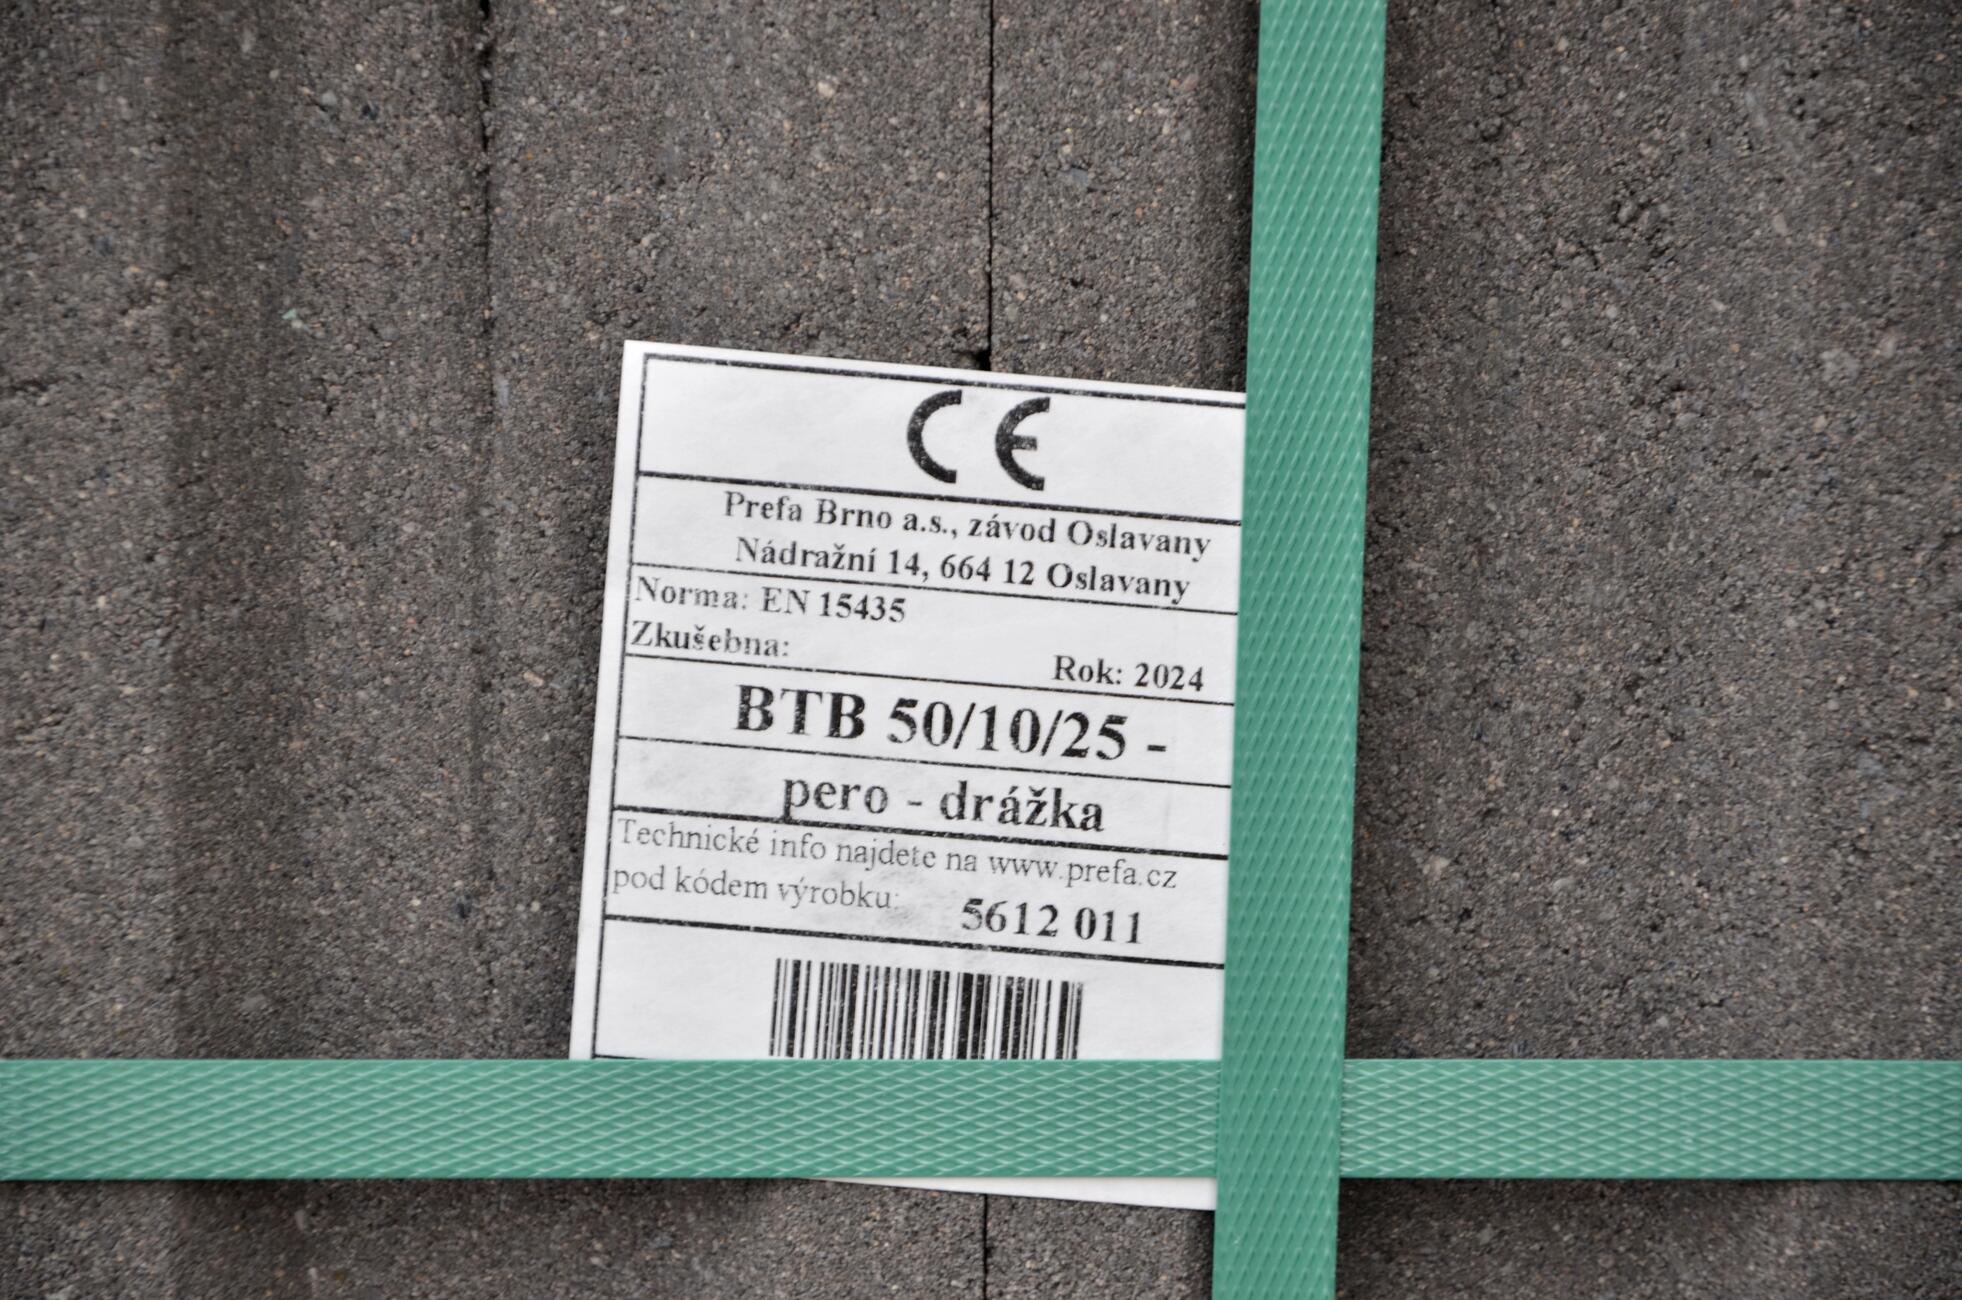 CE
Prefa Brno a.s., závod Oslavany
Nádražní 14, 664 12 Oslavany
Norma: EN 15435
Zkušebna:
Rok: 2024
BTB 50/10/25 -
pero - drážka
Technické info najdete na www.prefa.cz
pod kódem výrobku: 5612 011